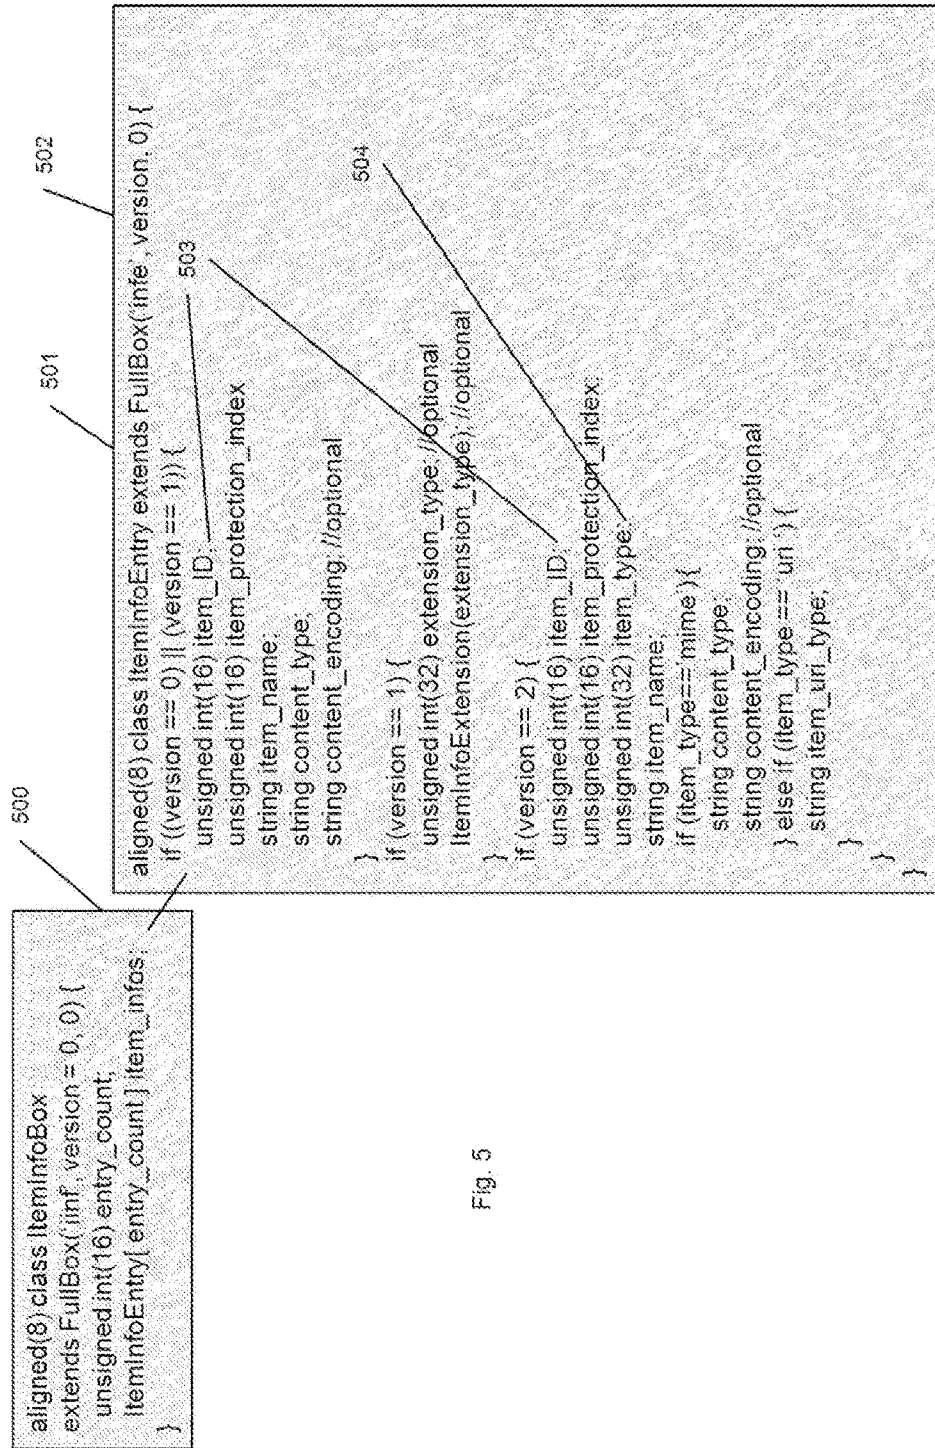 500
aligned(8) class ItemInfoBox
extends FullBox('iinf', version = 0, 0) {
unsigned int(16) entry_count;
ItemInfoEntry[ entry_count ] item_infos;
}
501
502
aligned(8) class ItemInfoEntry extends FullBox('infe', version, 0) {
if ((version == 0) || (version == 1)) {
unsigned int(16) item_ID;
unsigned int(16) item_protection_index
string item_name;
string content_type;
string content_encoding; //optional
}
if (version == 1) {
unsigned int(32) extension_type; //optional
ItemInfoExtension(extension_type); //optional
}
if (version == 2) {
unsigned int(16) item_ID;
unsigned int(16) item_protection_index;
unsigned int(32) item_type;
string item_name;
if (item_type=='mime') {
string content_type;
string content_encoding; //optional
} else if (item_type == 'uri ') {
string item_uri_type;
}
}
}
503
504
Fig. 5